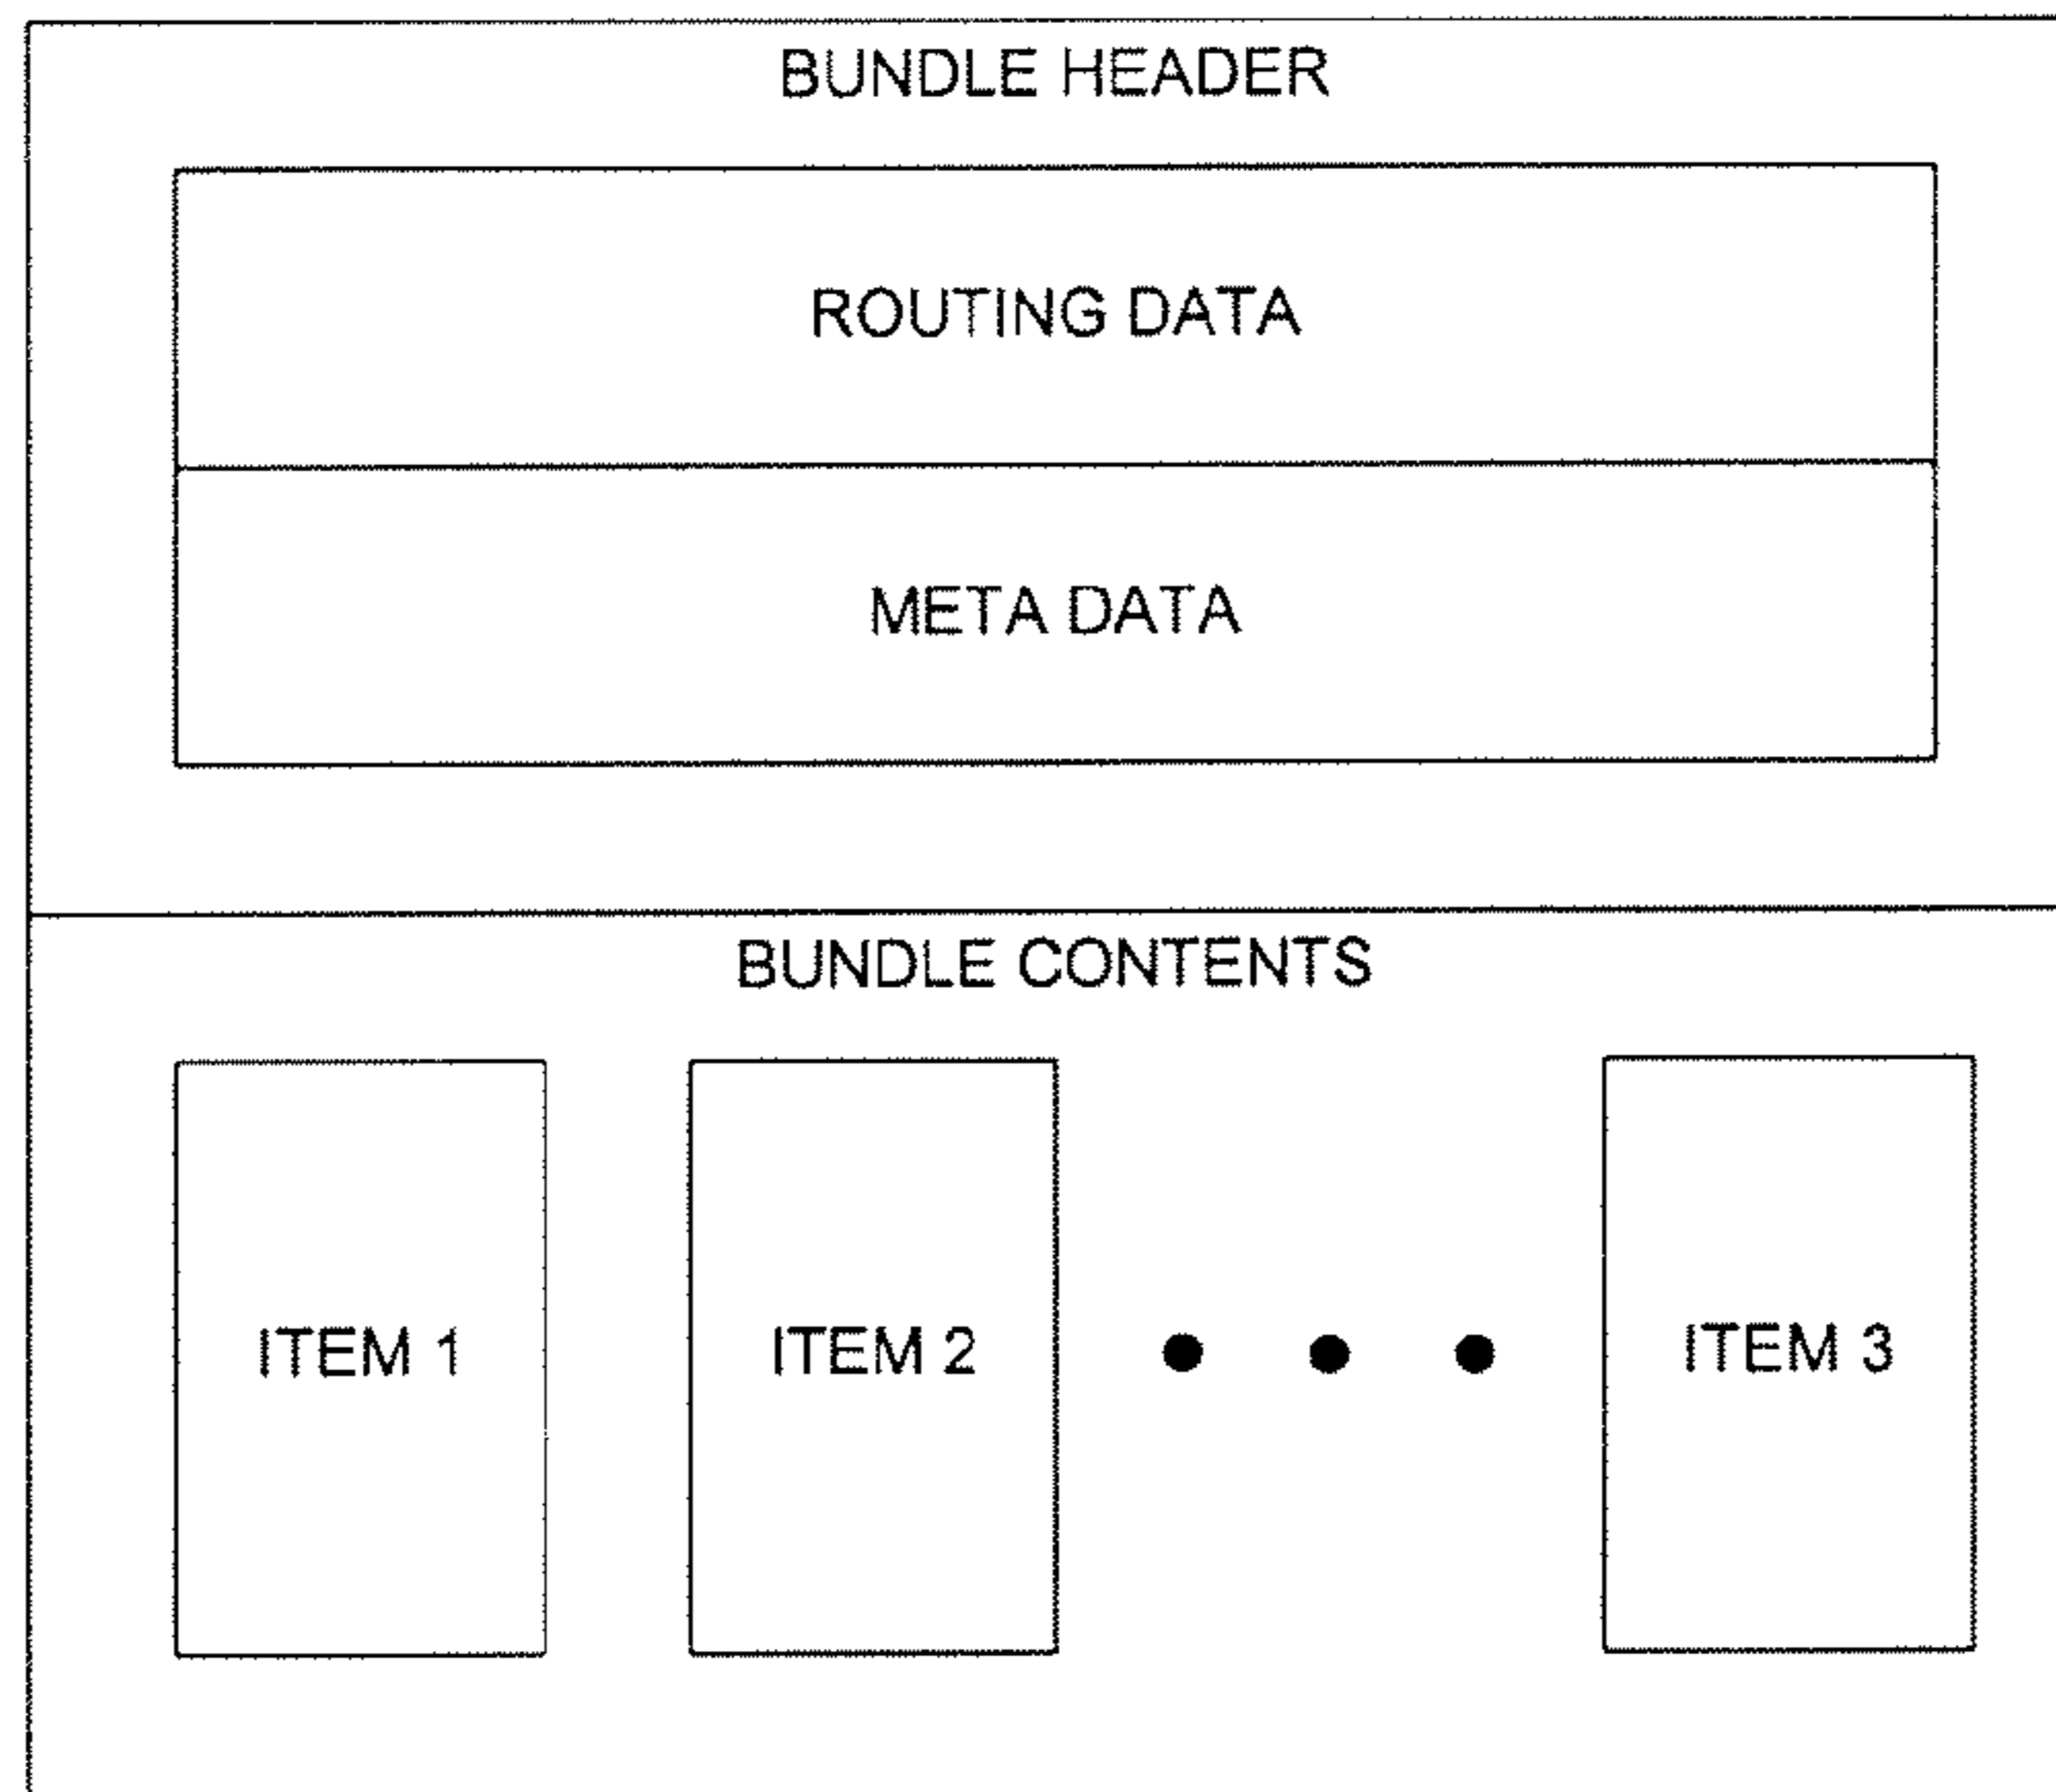 BUNDLE HEADER
ROUTING DATA
META DATA
BUNDLE CONTENTS
ITEM 1
ITEM 2
ITEM 3